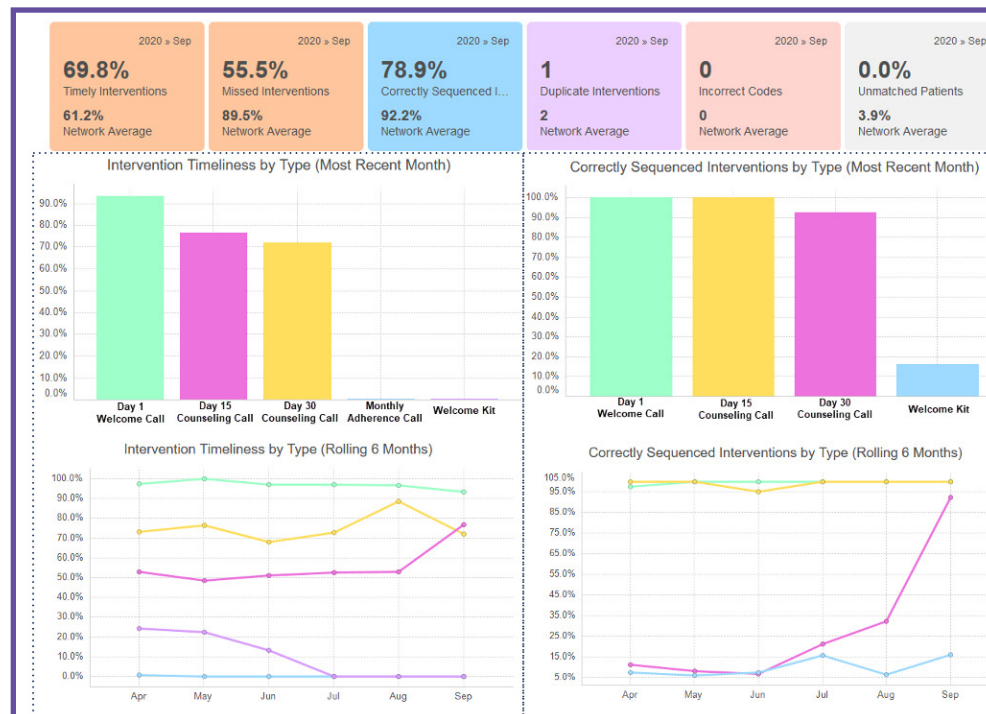 2020 » Sep
69.8%
Timely Interventions
61.2%
Network Average
2020 » Sep
55.5%
Missed Interventions
89.5%
Network Average
2020 » Sep
78.9%
Correctly Sequenced I...
92.2%
Network Average
2020 » Sep
1
Duplicate Interventions
2
Network Average
2020 » Sep
0
Incorrect Codes
0
Network Average
2020 » Sep
0.0%
Unmatched Patients
3.9%
Network Average
Intervention Timeliness by Type (Most Recent Month)
90.0%
80.0%
70.0%
60.0%
50.0%
40.0%
30.0%
20.0%
10.0%
0.0%
Day 1
Welcome Call
Day 15
Counseling Call
Day 30
Counseling Call
Monthly
Adherence Call
Welcome Kit
Correctly Sequenced Interventions by Type (Most Recent Month)
100.0%
90.0%
80.0%
70.0%
60.0%
50.0%
40.0%
30.0%
20.0%
10.0%
0.0%
Day 1
Welcome Call
Day 15
Counseling Call
Day 30
Counseling Call
Welcome Kit
Intervention Timeliness by Type (Rolling 6 Months)
100.0%
90.0%
80.0%
70.0%
60.0%
50.0%
40.0%
30.0%
20.0%
10.0%
0.0%
Apr May Jun Jul Aug Sep
Correctly Sequenced Interventions by Type (Rolling 6 Months)
105.0%
95.0%
85.0%
75.0%
65.0%
55.0%
45.0%
35.0%
25.0%
15.0%
5.0%
Apr May Jun Jul Aug Sep